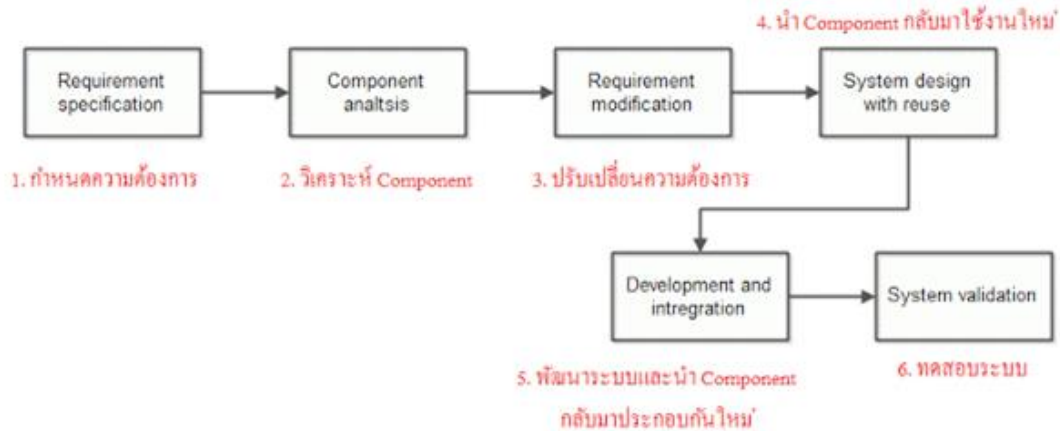 4. นำ Component กลับมาใช้งานใหม่
Requirement
specification
Component
analtsis
Requirement
modification
System design
with reuse
1. กำหนดความต้องการ
2. วิเคราะห์ Component
3. ปรับเปลี่ยนความต้องการ
Development and
intregration
System validation
5. พัฒนาระบบและนำ Component
กลับมาประกอบกันใหม่
6. ทดสอบระบบ